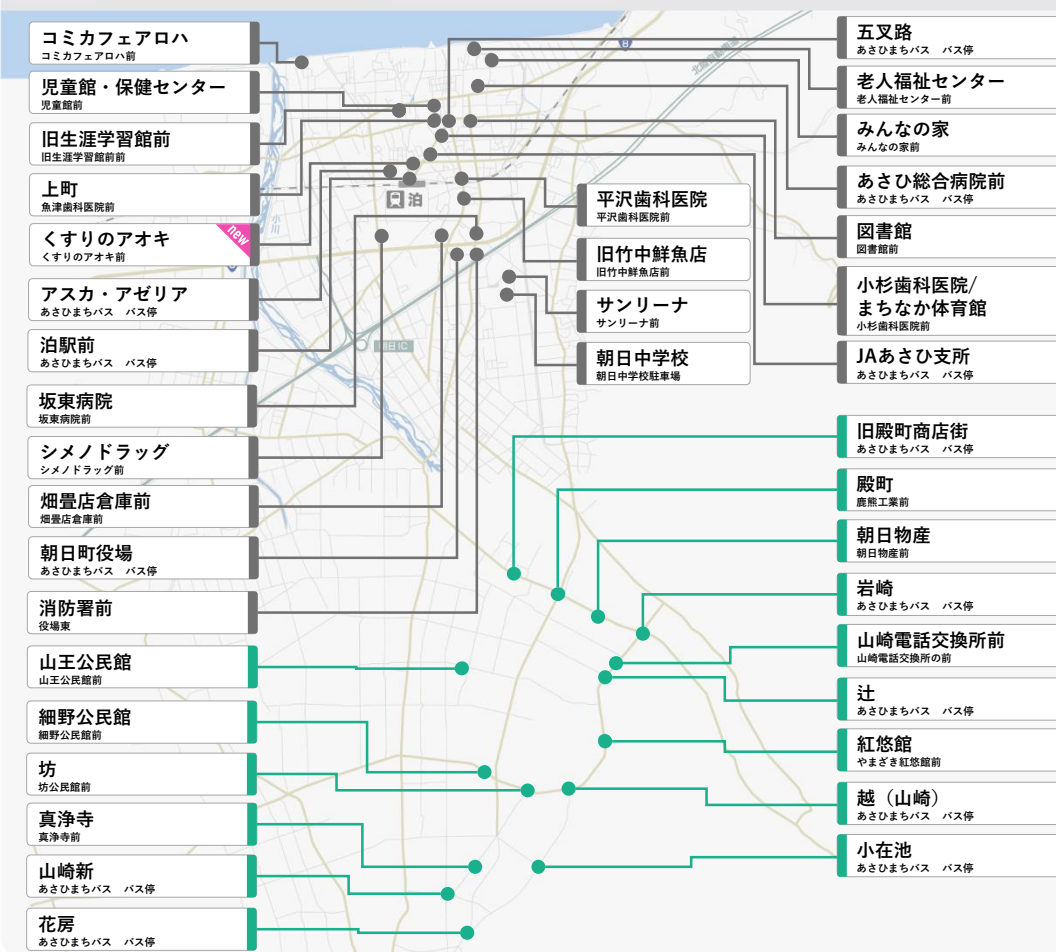 コミカフェアロハ
コミカフェアロハ前
児童館・保健センター
児童館前
旧生涯学習館前
旧生涯学習館前前
上町
魚津歯科医院前
くすりのアオキ
くすりのアオキ前
new
アスカ・アゼリア
あさひまちバス　バス停
泊駅前
あさひまちバス　バス停
坂東病院
坂東病院前
シメノドラッグ
シメノドラッグ前
畑畳店倉庫前
畑畳店倉庫前
朝日町役場
あさひまちバス　バス停
消防署前
役場東
山王公民館
山王公民館前
細野公民館
細野公民館前
坊
坊公民館前
真浄寺
真浄寺前
山崎新
あさひまちバス　バス停
花房
あさひまちバス　バス停
泊
小川
8
朝日IC
北陸自動車道
平沢歯科医院
平沢歯科医院前
旧竹中鮮魚店
旧竹中鮮魚店前
サンリーナ
サンリーナ前
朝日中学校
朝日中学校駐車場
五叉路
あさひまちバス　バス停
老人福祉センター
老人福祉センター前
みんなの家
みんなの家前
あさひ総合病院前
あさひまちバス　バス停
図書館
図書館前
小杉歯科医院/
まちなか体育館
小杉歯科医院前
JAあさひ支所
あさひまちバス　バス停
旧殿町商店街
あさひまちバス　バス停
殿町
鹿熊工業前
朝日物産
朝日物産前
岩崎
あさひまちバス　バス停
山崎電話交換所前
山崎電話交換所の前
辻
あさひまちバス　バス停
紅悠館
やまざき紅悠館前
越（山崎）
あさひまちバス　バス停
小在池
あさひまちバス　バス停